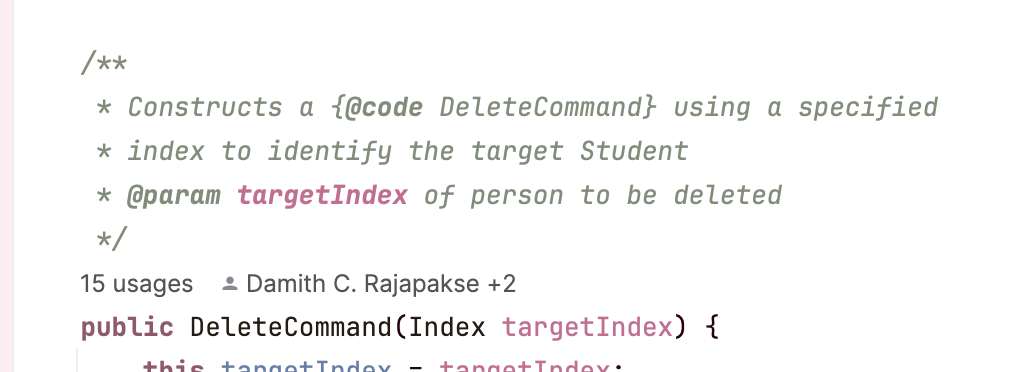 /**
* Constructs a {@code DeleteCommand} using a specified
* index to identify the target Student
* @param targetIndex of person to be deleted
*/
15 usages Damith C. Rajapakse +2
public DeleteCommand(Index targetIndex) {
this.targetIndex = targetIndex;